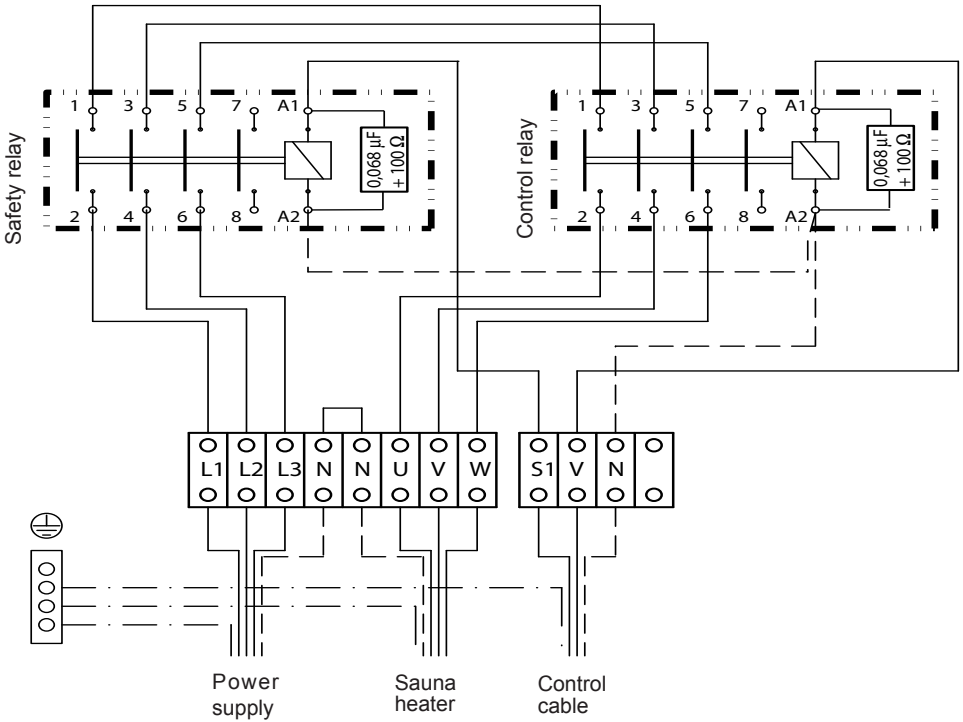 1 3 5 7 A1
1 3 5 7 A1
Safety relay
0,068 µF
+ 100 Ω
Control relay
0,068 µF
+ 100 Ω
2 4 6 8 A2
2 4 6 8 A2
L1 L2 L3 N N U V W
S1 V N
Power
supply
Sauna
heater
Control
cable